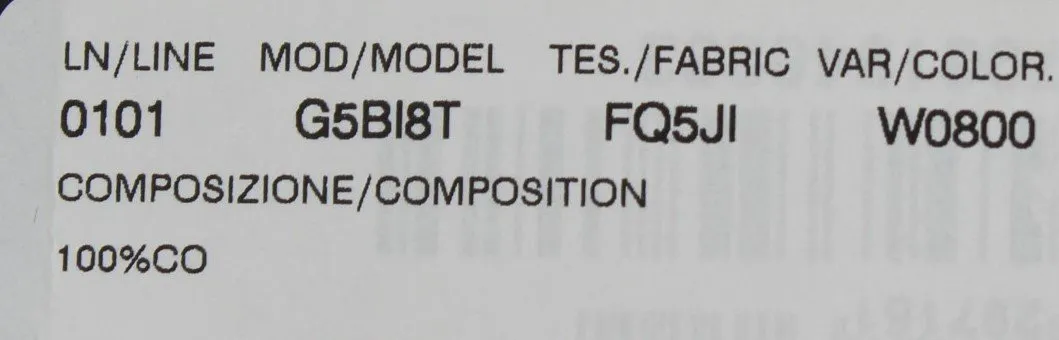 LN/LINE MOD/MODEL TES./FABRIC VAR/COLOR.
0101 G5BI8T FQ5JI W0800
COMPOSIZIONE/COMPOSITION
100%CO